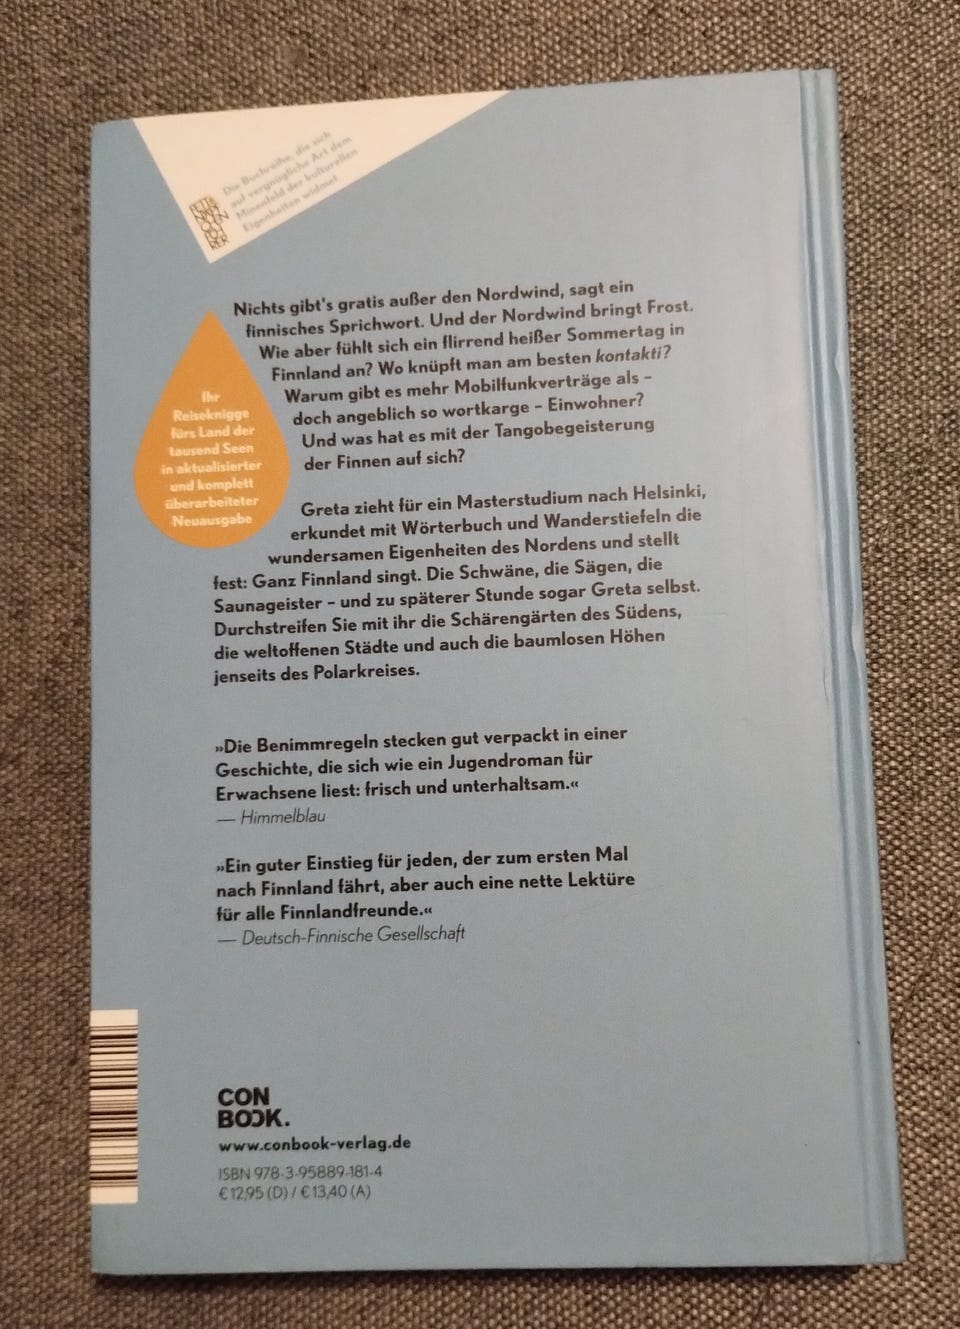 Die Buchreihe, die sich
auf vergnügliche Art dem
Minenfeld der kulturellen
Eigenheiten widmet
Nichts gibt's gratis außer den Nordwind, sagt ein
finnisches Sprichwort. Und der Nordwind bringt Frost.
Wie aber fühlt sich ein flirrend heißer Sommertag in
Finnland an? Wo knüpft man am besten kontakti?
Warum gibt es mehr Mobilfunkverträge als –
doch angeblich so wortkarge – Einwohner?
Und was hat es mit der Tangobegeisterung
der Finnen auf sich?
Ihr
Reiseknigge
fürs Land der
tausend Seen
in aktualisierter
und komplett
überarbeiteter
Neuausgabe
Greta zieht für ein Masterstudium nach Helsinki,
erkundet mit Wörterbuch und Wanderstiefeln die
wundersamen Eigenheiten des Nordens und stellt
fest: Ganz Finnland singt. Die Schwäne, die Sägen, die
Saunageister – und zu späterer Stunde sogar Greta selbst.
Durchstreifen Sie mit ihr die Schärengärten des Südens,
die weltoffenen Städte und auch die baumlosen Höhen
jenseits des Polarkreises.
»Die Benimmregeln stecken gut verpackt in einer
Geschichte, die sich wie ein Jugendroman für
Erwachsene liest: frisch und unterhaltsam.«
— Himmelblau
»Ein guter Einstieg für jeden, der zum ersten Mal
nach Finnland fährt, aber auch eine nette Lektüre
für alle Finnlandfreunde.«
— Deutsch-Finnische Gesellschaft
CON
BOOK.
www.conbook-verlag.de
ISBN 978-3-95889-181-4
€ 12,95 (D) / € 13,40 (A)